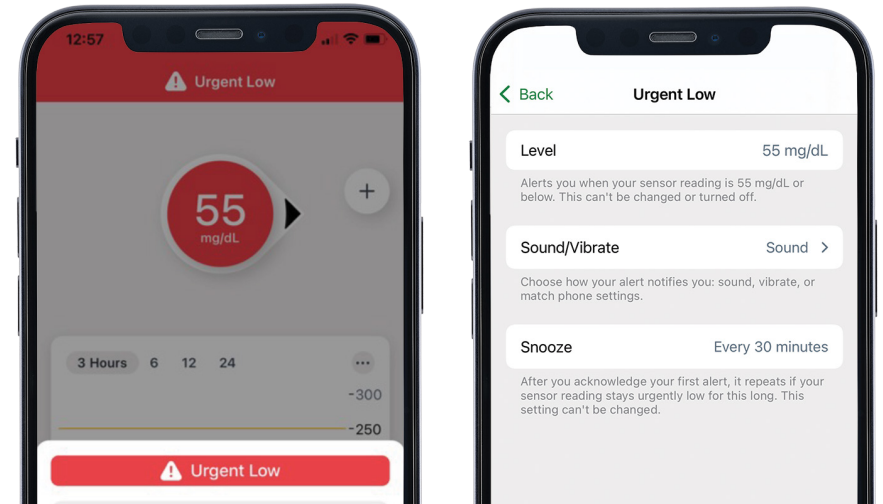 12:57
Urgent Low
55
mg/dL
+
3 Hours 6 12 24 ...
-300
-250
Urgent Low
Back Urgent Low
Level 55 mg/dL
Alerts you when your sensor reading is 55 mg/dL or
below. This can't be changed or turned off.
Sound/Vibrate Sound
Choose how your alert notifies you: sound, vibrate, or
match phone settings.
Snooze Every 30 minutes
After you acknowledge your first alert, it repeats if your
sensor reading stays urgently low for this long. This
setting can't be changed.